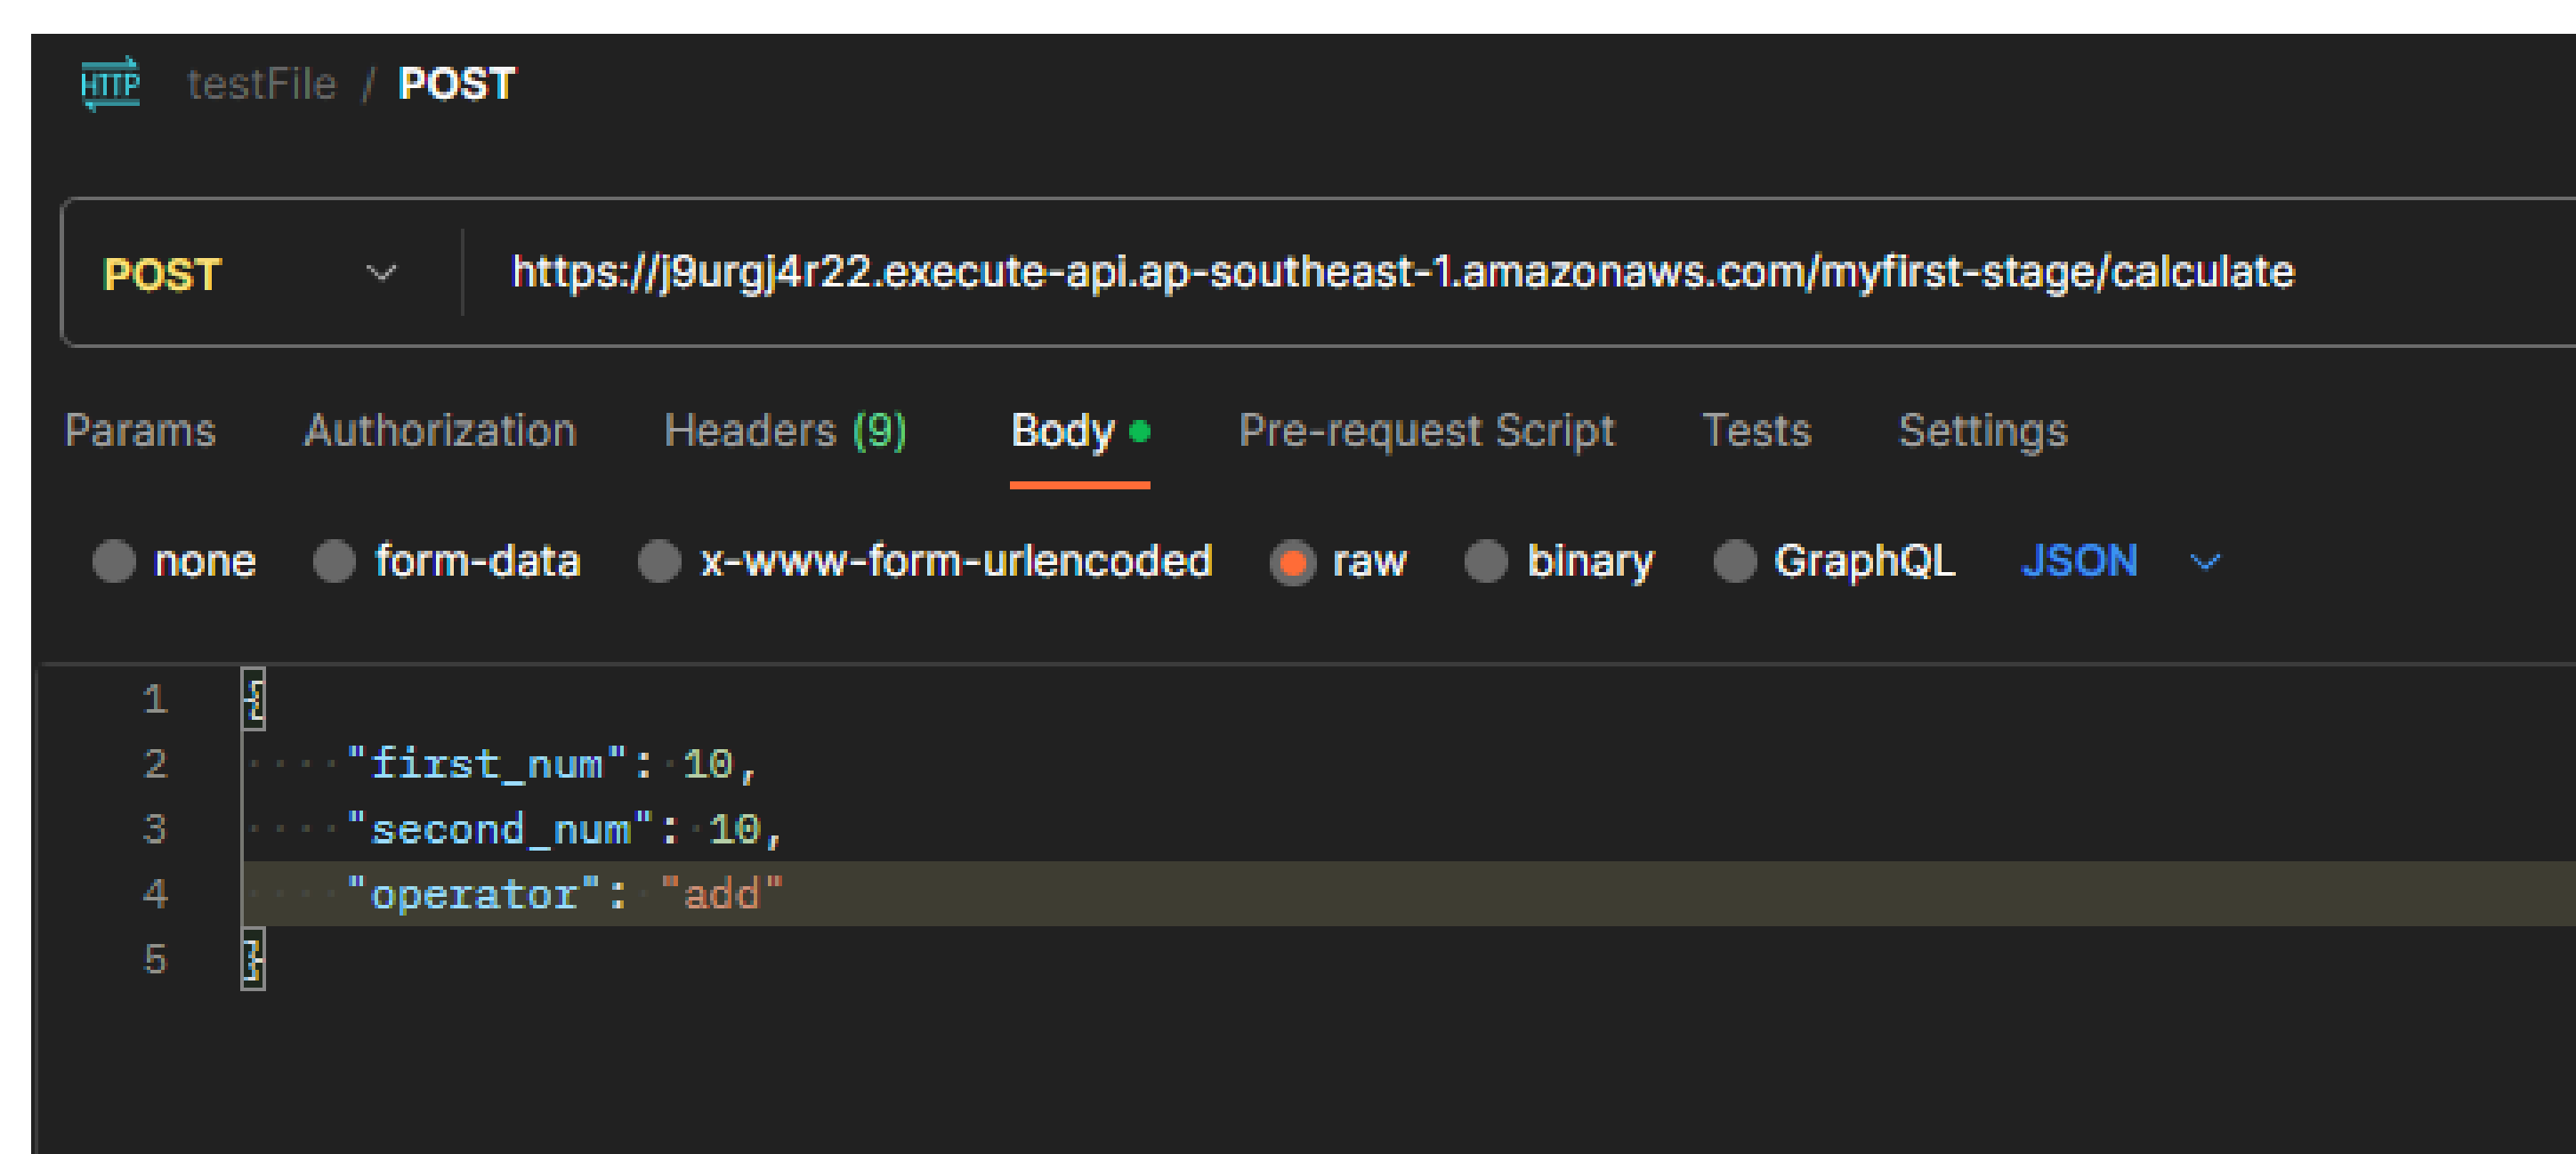 HTTP testFile / POST
POST https://j9urgj4r22.execute-api.ap-southeast-1.amazonaws.com/myfirst-stage/calculate
Params Authorization Headers (9) Body Pre-request Script Tests Settings
none form-data x-www-form-urlencoded raw binary GraphQL JSON
1 {
2 "first_num": 10,
3 "second_num": 10,
4 "operator": "add"
5 }